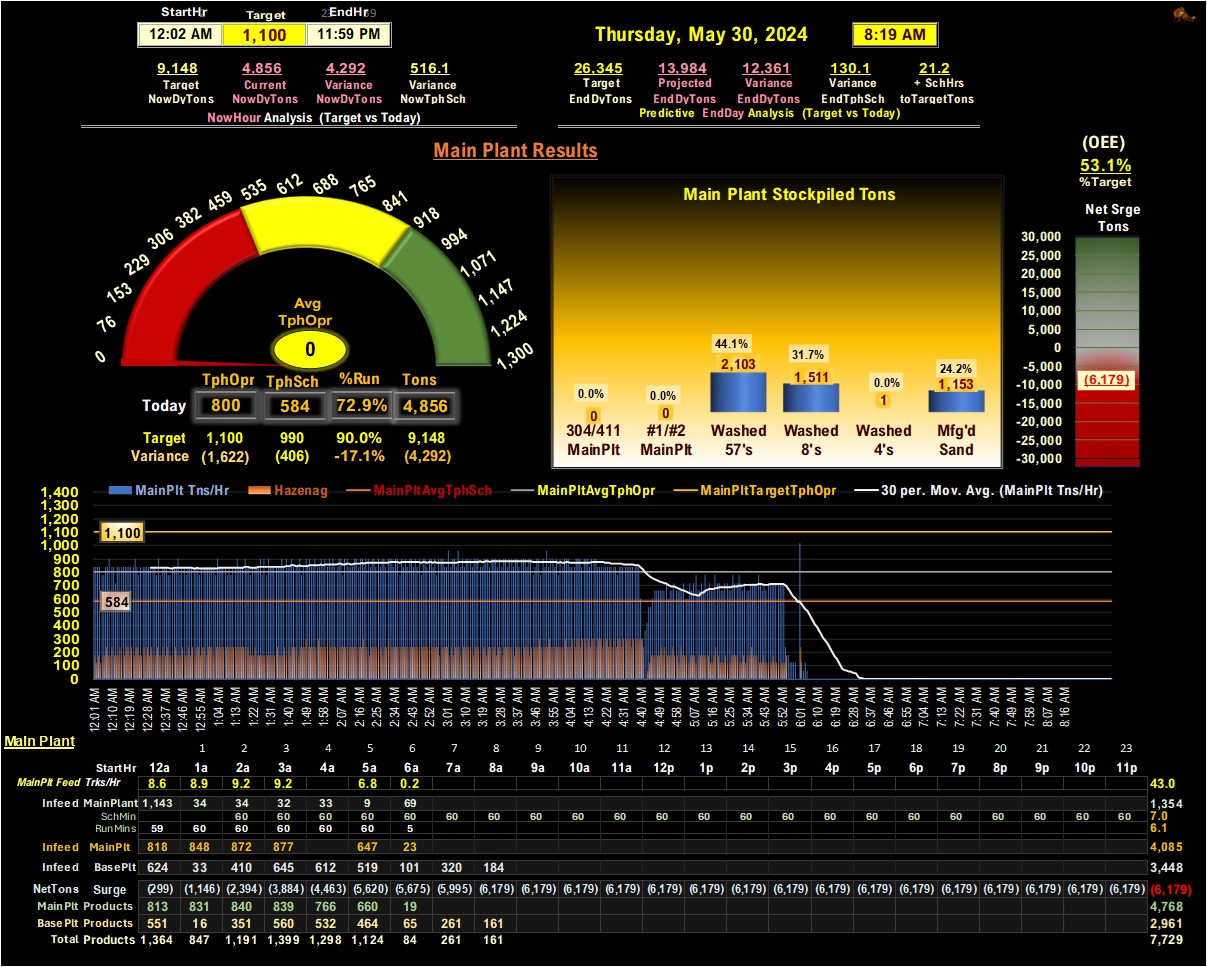 StartHr Target EndHr
12:02 AM 1,100 11:59 PM
Thursday, May 30, 2024 8:19 AM
9,148 4,856 4,292 516.1
Target Current Variance Variance
NowDyTons NowDyTons NowDyTons NowTphSch
NowHour Analysis (Target vs Today)
26,345 13,984 12,361 130.1 21.2
Target Projected Variance Variance + SchHrs
EndDyTons EndDyTons EndDyTons EndTphSch toTargetTons
Predictive EndDay Analysis (Target vs Today)
Main Plant Results
(OEE)
53.1%
%Target
0 76 153 229 306 382 459 535 612 688 765 841 918 994 1,071 1,147 1,224 1,300
Avg
TphOpr
0
TphOpr TphSch %Run Tons
Today 800 584 72.9% 4,856
Target 1,100 990 90.0% 9,148
Variance (1,622) (406) -17.1% (4,292)
Main Plant Stockpiled Tons
0.0% 0.0% 44.1% 31.7% 0.0% 24.2%
0 0 2,103 1,511 1 1,153
304/411 #1/#2 Washed Washed Washed Mfg'd
MainPlt MainPlt 57's 8's 4's Sand
Net Srge
Tons
30,000
25,000
20,000
15,000
10,000
5,000
0
-5,000
-10,000
-15,000
-20,000
-25,000
-30,000
(6,179)
MainPlt Tns/Hr Hazenag MainPltAvgTphSch MainPltAvgTphOpr MainPltTargetTphOpr 30 per. Mov. Avg. (MainPlt Tns/Hr)
1,400
1,300
1,200
1,100
1,000
900
800
700
600
500
400
300
200
100
0
1,100
584
12:01 AM 12:10 AM 12:19 AM 12:28 AM 12:37 AM 12:46 AM 12:55 AM 1:04 AM 1:13 AM 1:22 AM 1:31 AM 1:40 AM 1:49 AM 1:58 AM 2:07 AM 2:16 AM 2:25 AM 2:34 AM 2:43 AM 2:52 AM 3:01 AM 3:10 AM 3:19 AM 3:28 AM 3:37 AM 3:46 AM 3:55 AM 4:04 AM 4:13 AM 4:22 AM 4:31 AM 4:40 AM 4:49 AM 4:58 AM 5:07 AM 5:16 AM 5:25 AM 5:34 AM 5:43 AM 5:52 AM 6:01 AM 6:10 AM 6:19 AM 6:28 AM 6:37 AM 6:46 AM 6:55 AM 7:04 AM 7:13 AM 7:22 AM 7:31 AM 7:40 AM 7:49 AM 7:58 AM 8:07 AM 8:16 AM
Main Plant
1 2 3 4 5 6 7 8 9 10 11 12 13 14 15 16 17 18 19 20 21 22 23
StartHr 12a 1a 2a 3a 4a 5a 6a 7a 8a 9a 10a 11a 12p 1p 2p 3p 4p 5p 6p 7p 8p 9p 10p 11p
MainPlt Feed Trks/Hr 8.6 8.9 9.2 9.2 6.8 0.2 43.0
Infeed MainPlant 1,143 34 34 32 33 9 69 1,354
SchMin 60 60 60 60 60 60 60 60 60 60 60 60 60 60 60 60 60 60 60 60 60 60 7.0
RunMins 59 60 60 60 60 60 5 6.1
Infeed MainPlt 818 848 872 877 647 23 4,085
Infeed BasePlt 624 33 410 645 612 519 101 320 184 3,448
NetTons Surge (299) (1,146) (2,394) (3,884) (4,463) (5,620) (5,675) (5,995) (6,179) (6,179) (6,179) (6,179) (6,179) (6,179) (6,179) (6,179) (6,179) (6,179) (6,179) (6,179) (6,179) (6,179) (6,179) (6,179) (6,179)
MainPlt Products 813 831 840 839 766 660 19 4,768
BasePlt Products 551 16 351 560 532 464 65 261 161 2,961
Total Products 1,364 847 1,191 1,399 1,298 1,124 84 261 161 7,729